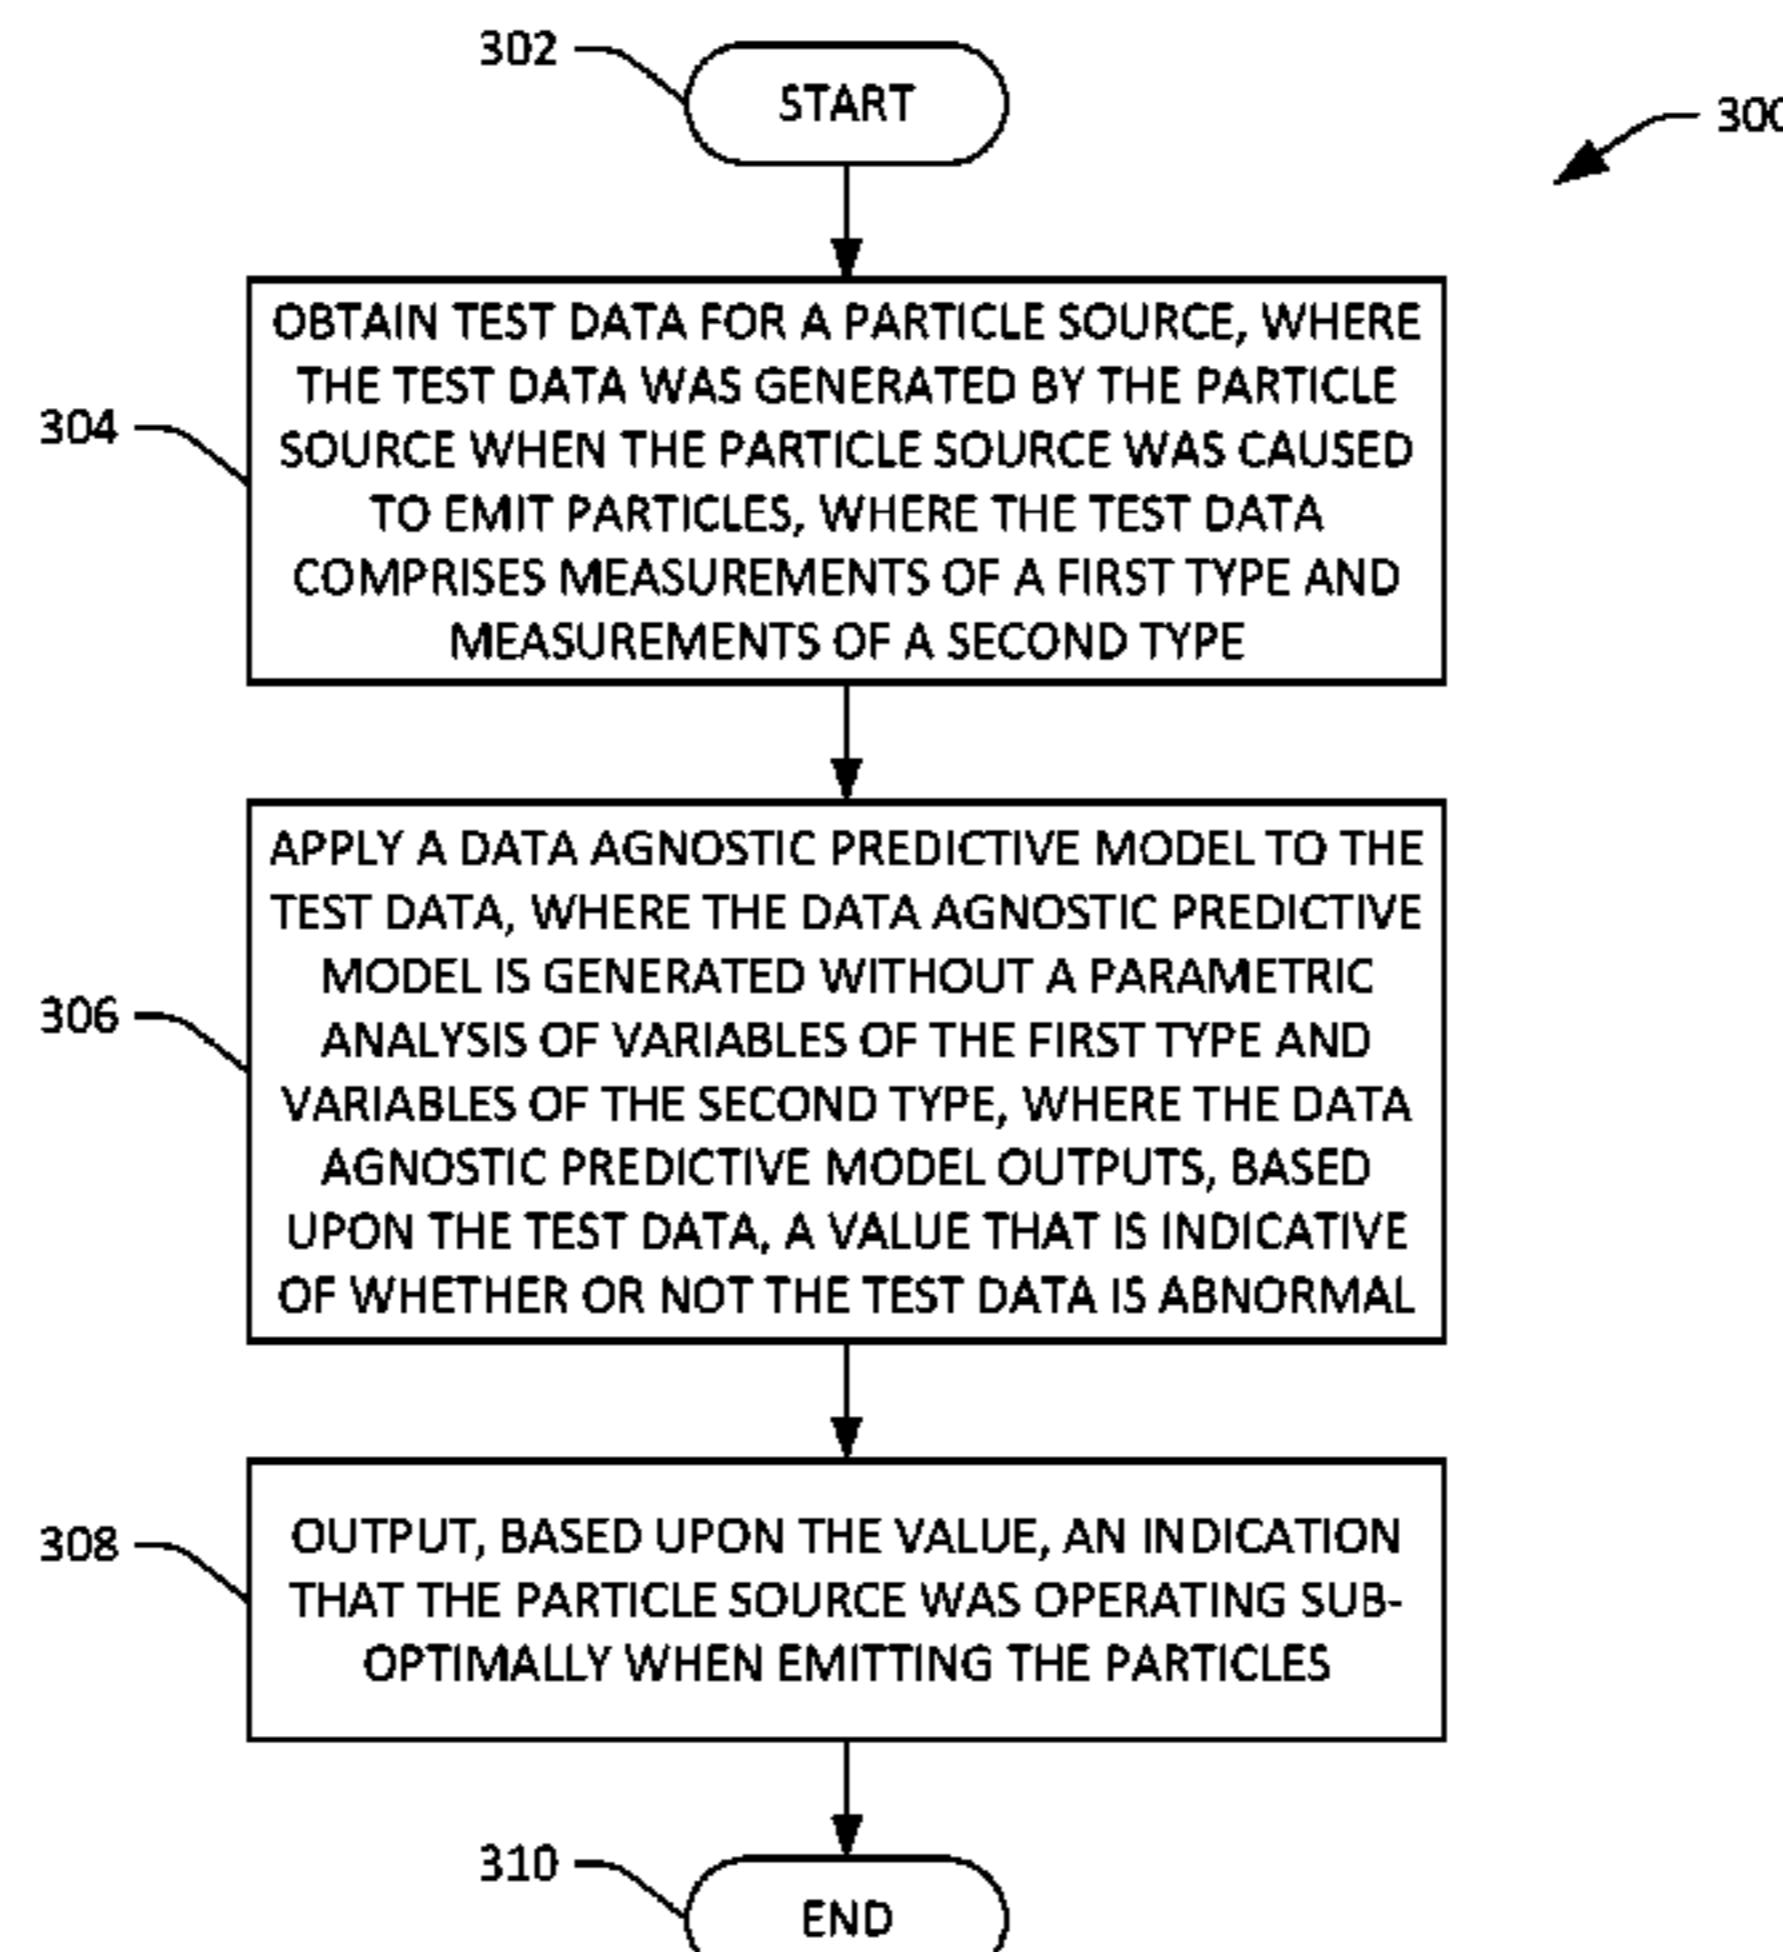 302
START
300
OBTAIN TEST DATA FOR A PARTICLE SOURCE, WHERE
THE TEST DATA WAS GENERATED BY THE PARTICLE
SOURCE WHEN THE PARTICLE SOURCE WAS CAUSED
TO EMIT PARTICLES, WHERE THE TEST DATA
COMPRISES MEASUREMENTS OF A FIRST TYPE AND
MEASUREMENTS OF A SECOND TYPE
304
APPLY A DATA AGNOSTIC PREDICTIVE MODEL TO THE
TEST DATA, WHERE THE DATA AGNOSTIC PREDICTIVE
MODEL IS GENERATED WITHOUT A PARAMETRIC
ANALYSIS OF VARIABLES OF THE FIRST TYPE AND
VARIABLES OF THE SECOND TYPE, WHERE THE DATA
AGNOSTIC PREDICTIVE MODEL OUTPUTS, BASED
UPON THE TEST DATA, A VALUE THAT IS INDICATIVE
OF WHETHER OR NOT THE TEST DATA IS ABNORMAL
306
OUTPUT, BASED UPON THE VALUE, AN INDICATION
THAT THE PARTICLE SOURCE WAS OPERATING SUB-
OPTIMALLY WHEN EMITTING THE PARTICLES
308
310
END